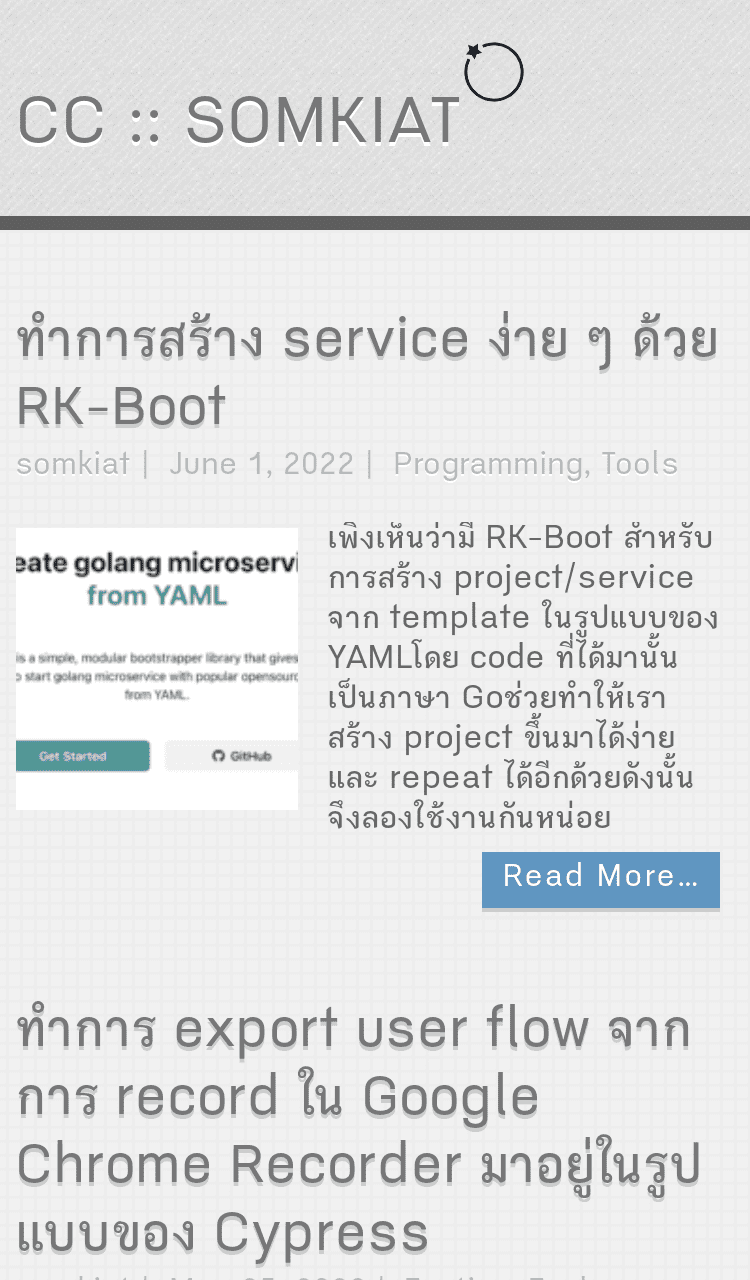 CC :: SOMKIAT
ทำการสร้าง service ง่าย ๆ ด้วย
RK-Boot
somkiat | June 1, 2022 | Programming, Tools
eate golang microservi
from YAML
is a simple, modular bootstrapper library that gives
o start golang microservice with popular opensourc
from YAML.
Get Started
GitHub
เพิ่งเห็นว่ามี RK-Boot สำหรับ
การสร้าง project/service
จาก template ในรูปแบบของ
YAMLโดย code ที่ได้มานั้น
เป็นภาษา Goช่วยทำให้เรา
สร้าง project ขึ้นมาได้ง่าย
และ repeat ได้อีกด้วยดังนั้น
จึงลองใช้งานกันหน่อย
Read More…
ทำการ export user flow จาก
การ record ใน Google
Chrome Recorder มาอยู่ในรูป
แบบของ Cypress